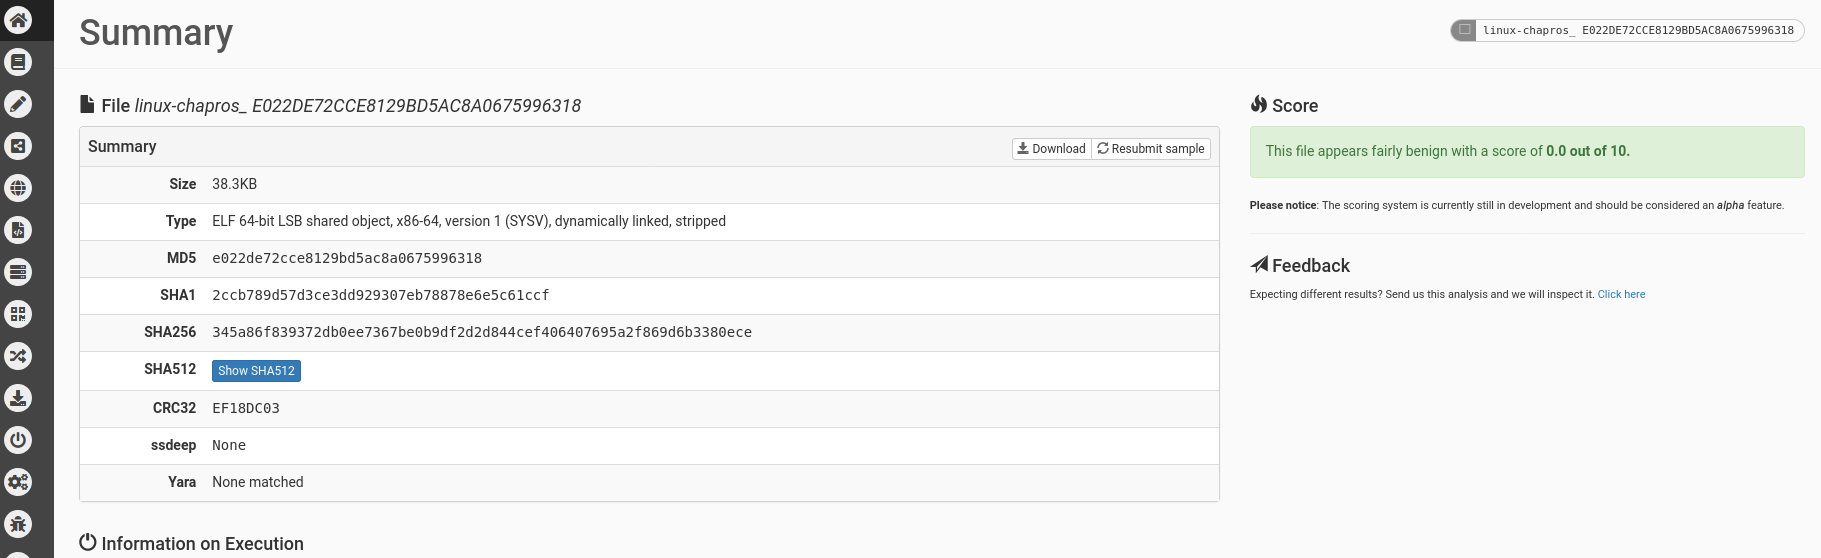 Summary
linux-chapros_ E022DE72CCE8129BD5AC8A0675996318
File linux-chapros_ E022DE72CCE8129BD5AC8A0675996318
Summary
Download
Resubmit sample
Size 38.3KB
Type ELF 64-bit LSB shared object, x86-64, version 1 (SYSV), dynamically linked, stripped
MD5 e022de72cce8129bd5ac8a0675996318
SHA1 2ccb789d57d3ce3dd929307eb78878e6e5c61ccf
SHA256 345a86f839372db0ee7367be0b9df2d2d844cef406407695a2f869d6b3380ece
SHA512 Show SHA512
CRC32 EF18DC03
ssdeep None
Yara None matched
Information on Execution
Score
This file appears fairly benign with a score of 0.0 out of 10.
Please notice: The scoring system is currently still in development and should be considered an alpha feature.
Feedback
Expecting different results? Send us this analysis and we will inspect it. Click here